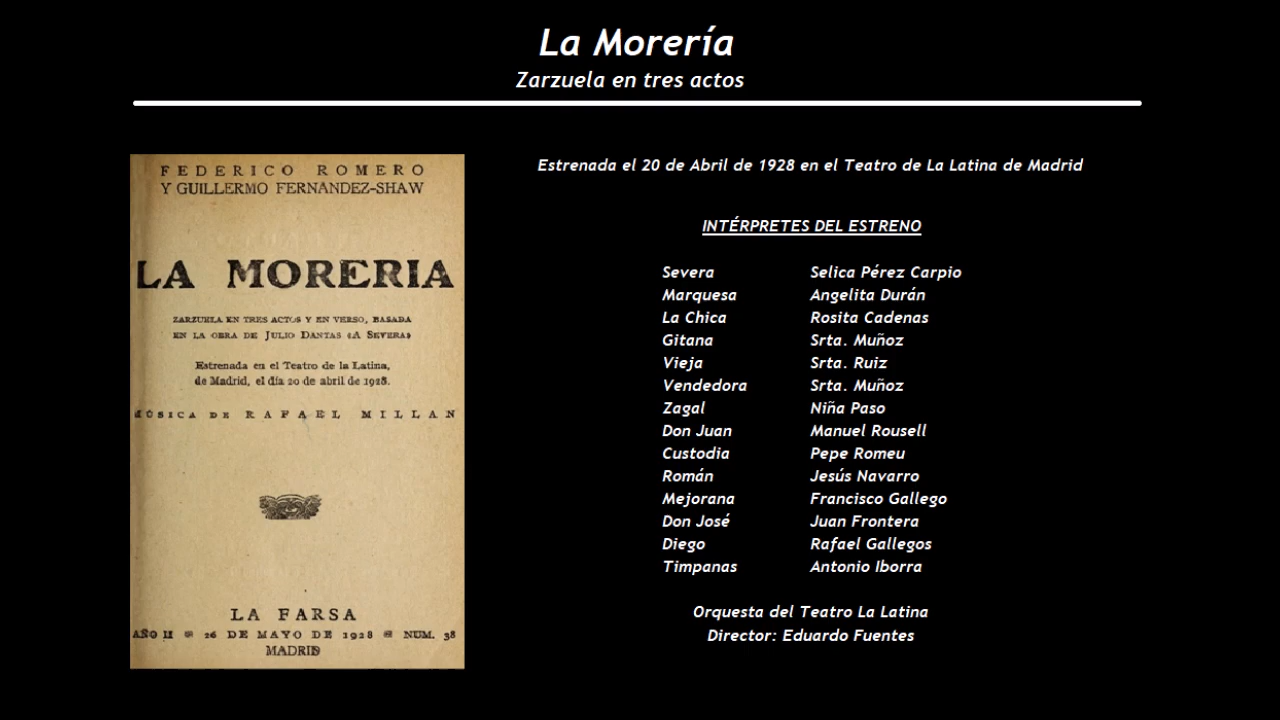 La Morería
Zarzuela en tres actos
FEDERICO ROMERO
Y GUILLERMO FERNANDEZ-SHAW
LA MORERIA
ZARZUELA EN TRES ACTOS Y EN VERSO, BASADA
EN LA OBRA DE JULIO DANTAS «A SEVERA»
Estrenada en el Teatro de la Latina,
de Madrid, el día 20 de abril de 1928.
MÚSICA DE RAFAEL MILLAN
LA FARSA
AÑO II 26 DE MAYO DE 1928 NUM. 38
MADRID
Estrenada el 20 de Abril de 1928 en el Teatro de La Latina de Madrid
INTÉRPRETES DEL ESTRENO
Severa Selica Pérez Carpio
Marquesa Angelita Durán
La Chica Rosita Cadenas
Gitana Srta. Muñoz
Vieja Srta. Ruiz
Vendedora Srta. Muñoz
Zagal Niña Paso
Don Juan Manuel Rousell
Custodia Pepe Romeu
Román Jesús Navarro
Mejorana Francisco Gallego
Don José Juan Frontera
Diego Rafael Gallegos
Timpanas Antonio Iborra
Orquesta del Teatro La Latina
Director: Eduardo Fuentes